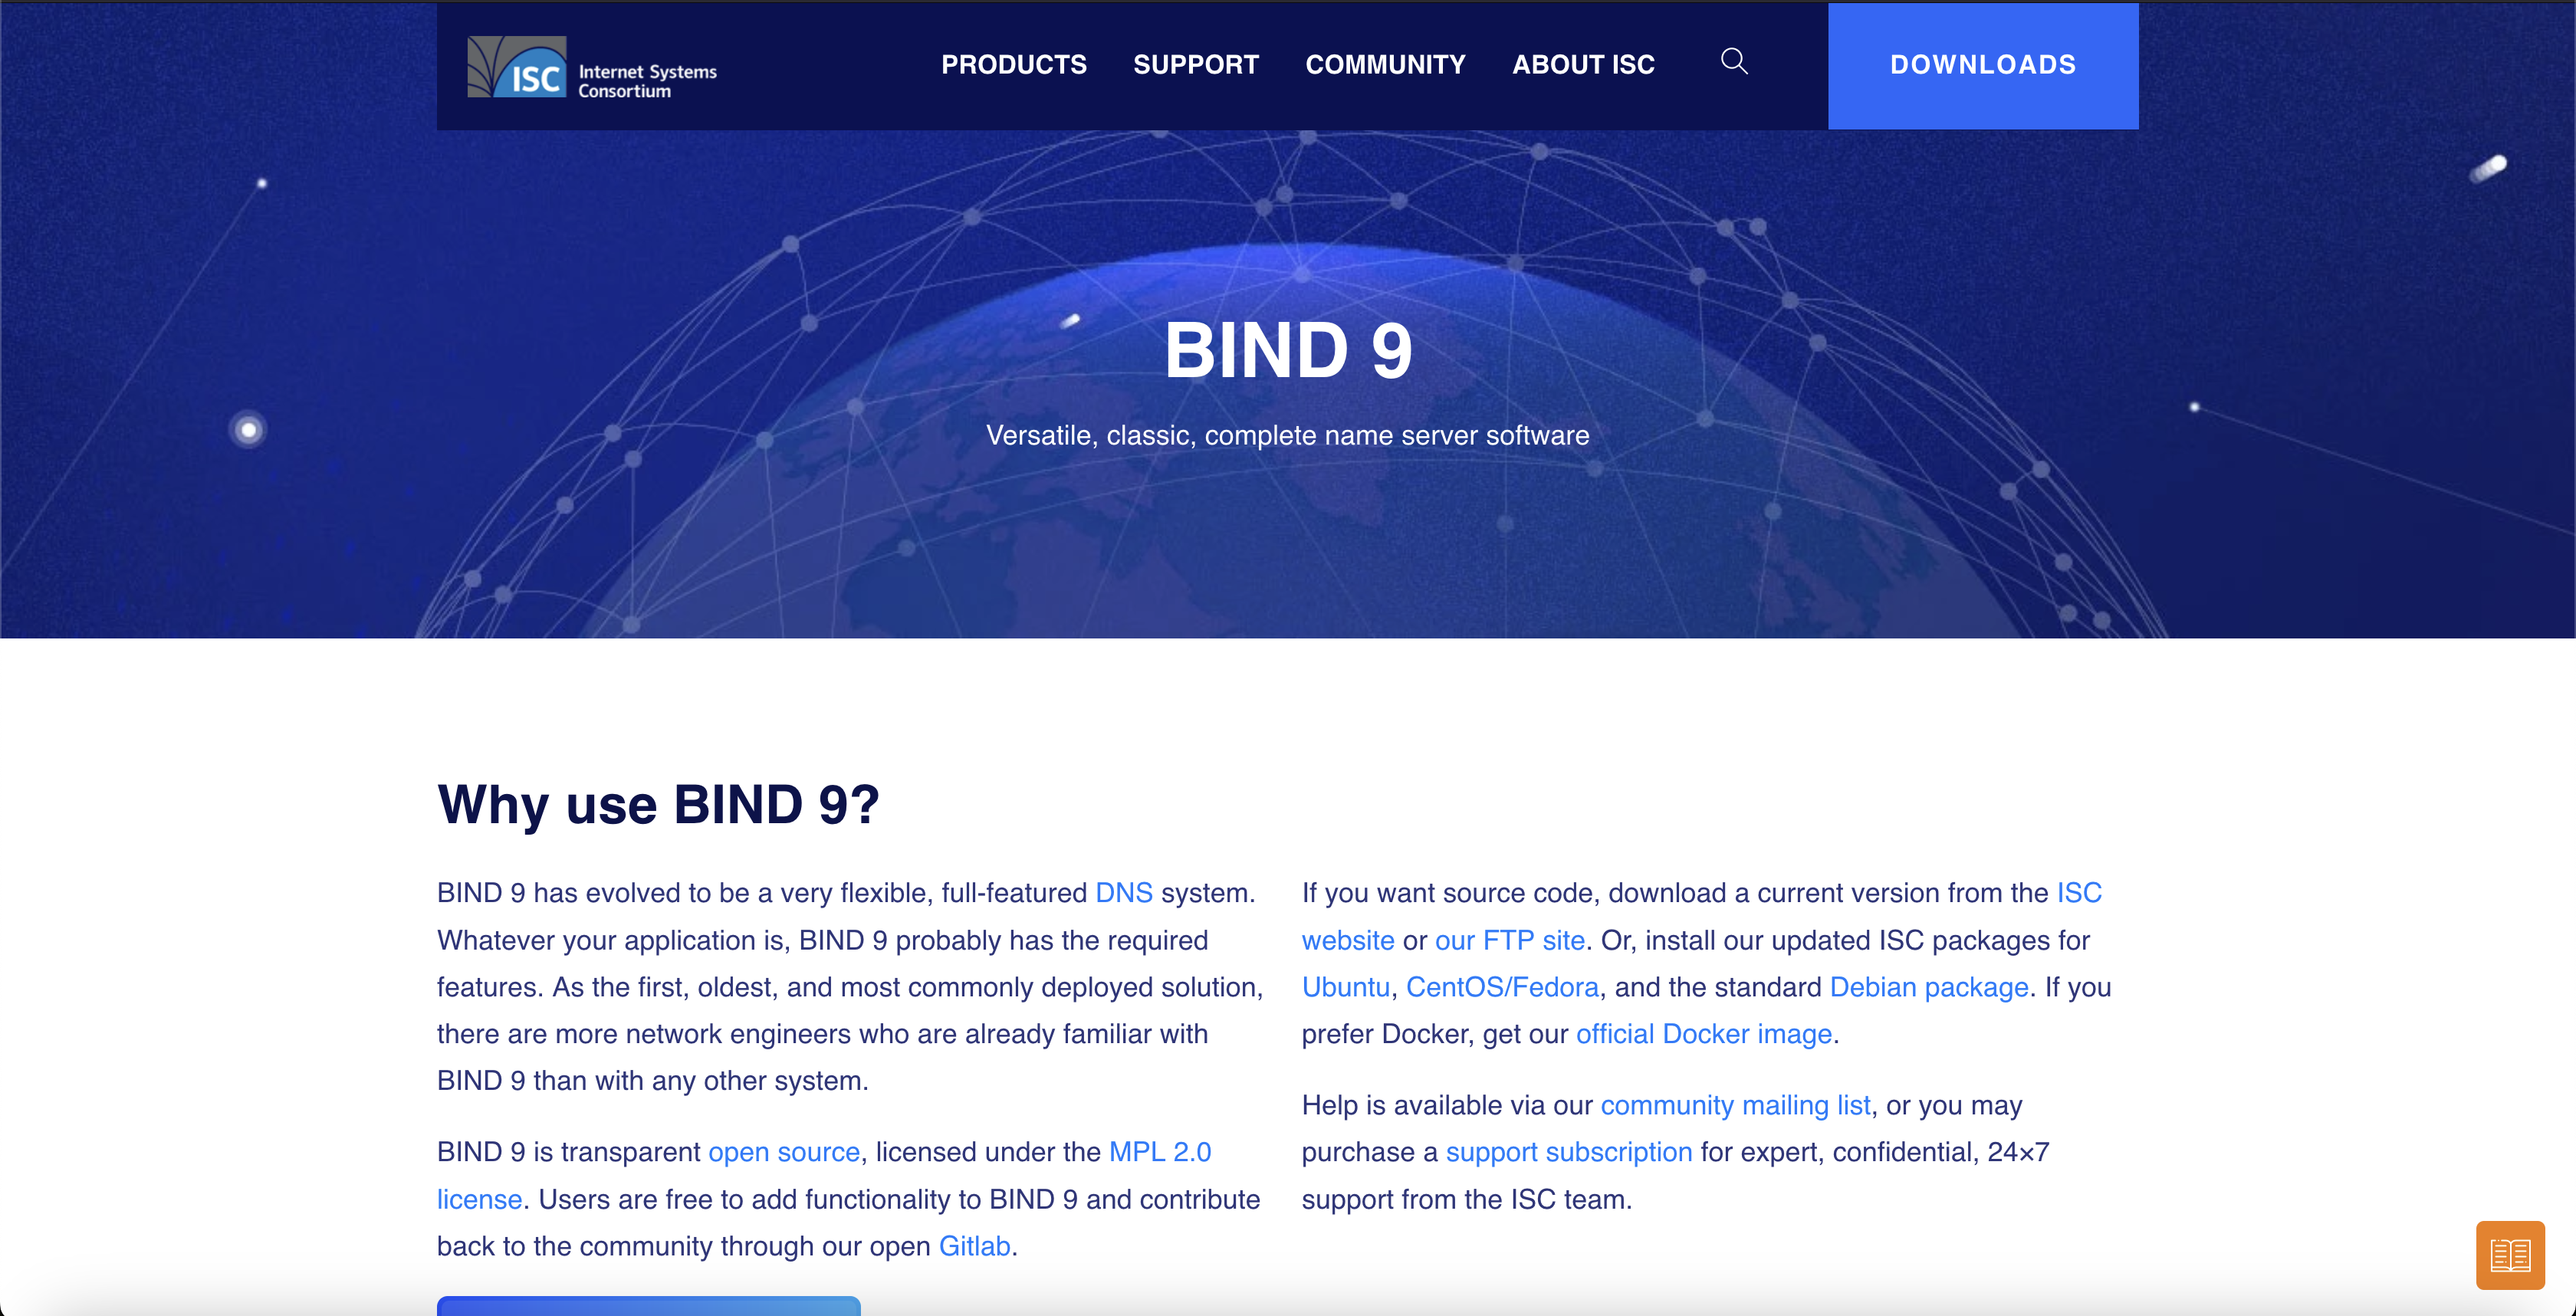 ISC Internet Systems
Consortium
PRODUCTS SUPPORT COMMUNITY ABOUT ISC
DOWNLOADS
BIND 9
Versatile, classic, complete name server software
Why use BIND 9?
BIND 9 has evolved to be a very flexible, full-featured DNS system.
Whatever your application is, BIND 9 probably has the required
features. As the first, oldest, and most commonly deployed solution,
there are more network engineers who are already familiar with
BIND 9 than with any other system.
BIND 9 is transparent open source, licensed under the MPL 2.0
license. Users are free to add functionality to BIND 9 and contribute
back to the community through our open Gitlab.
If you want source code, download a current version from the ISC
website or our FTP site. Or, install our updated ISC packages for
Ubuntu, CentOS/Fedora, and the standard Debian package. If you
prefer Docker, get our official Docker image.
Help is available via our community mailing list, or you may
purchase a support subscription for expert, confidential, 24×7
support from the ISC team.